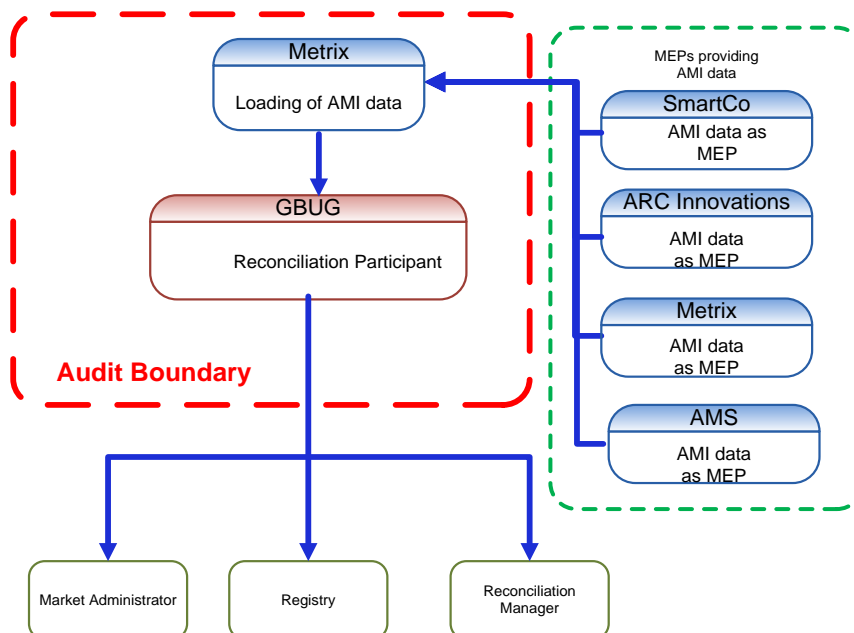 Metrix
Loading of AMI data
GBUG
Reconciliation Participant
Audit Boundary
MEPs providing
AMI data
SmartCo
AMI data as
MEP
ARC Innovations
AMI data
as MEP
Metrix
AMI data
as MEP
AMS
AMI data
as MEP
Market Administrator
Registry
Reconciliation
Manager